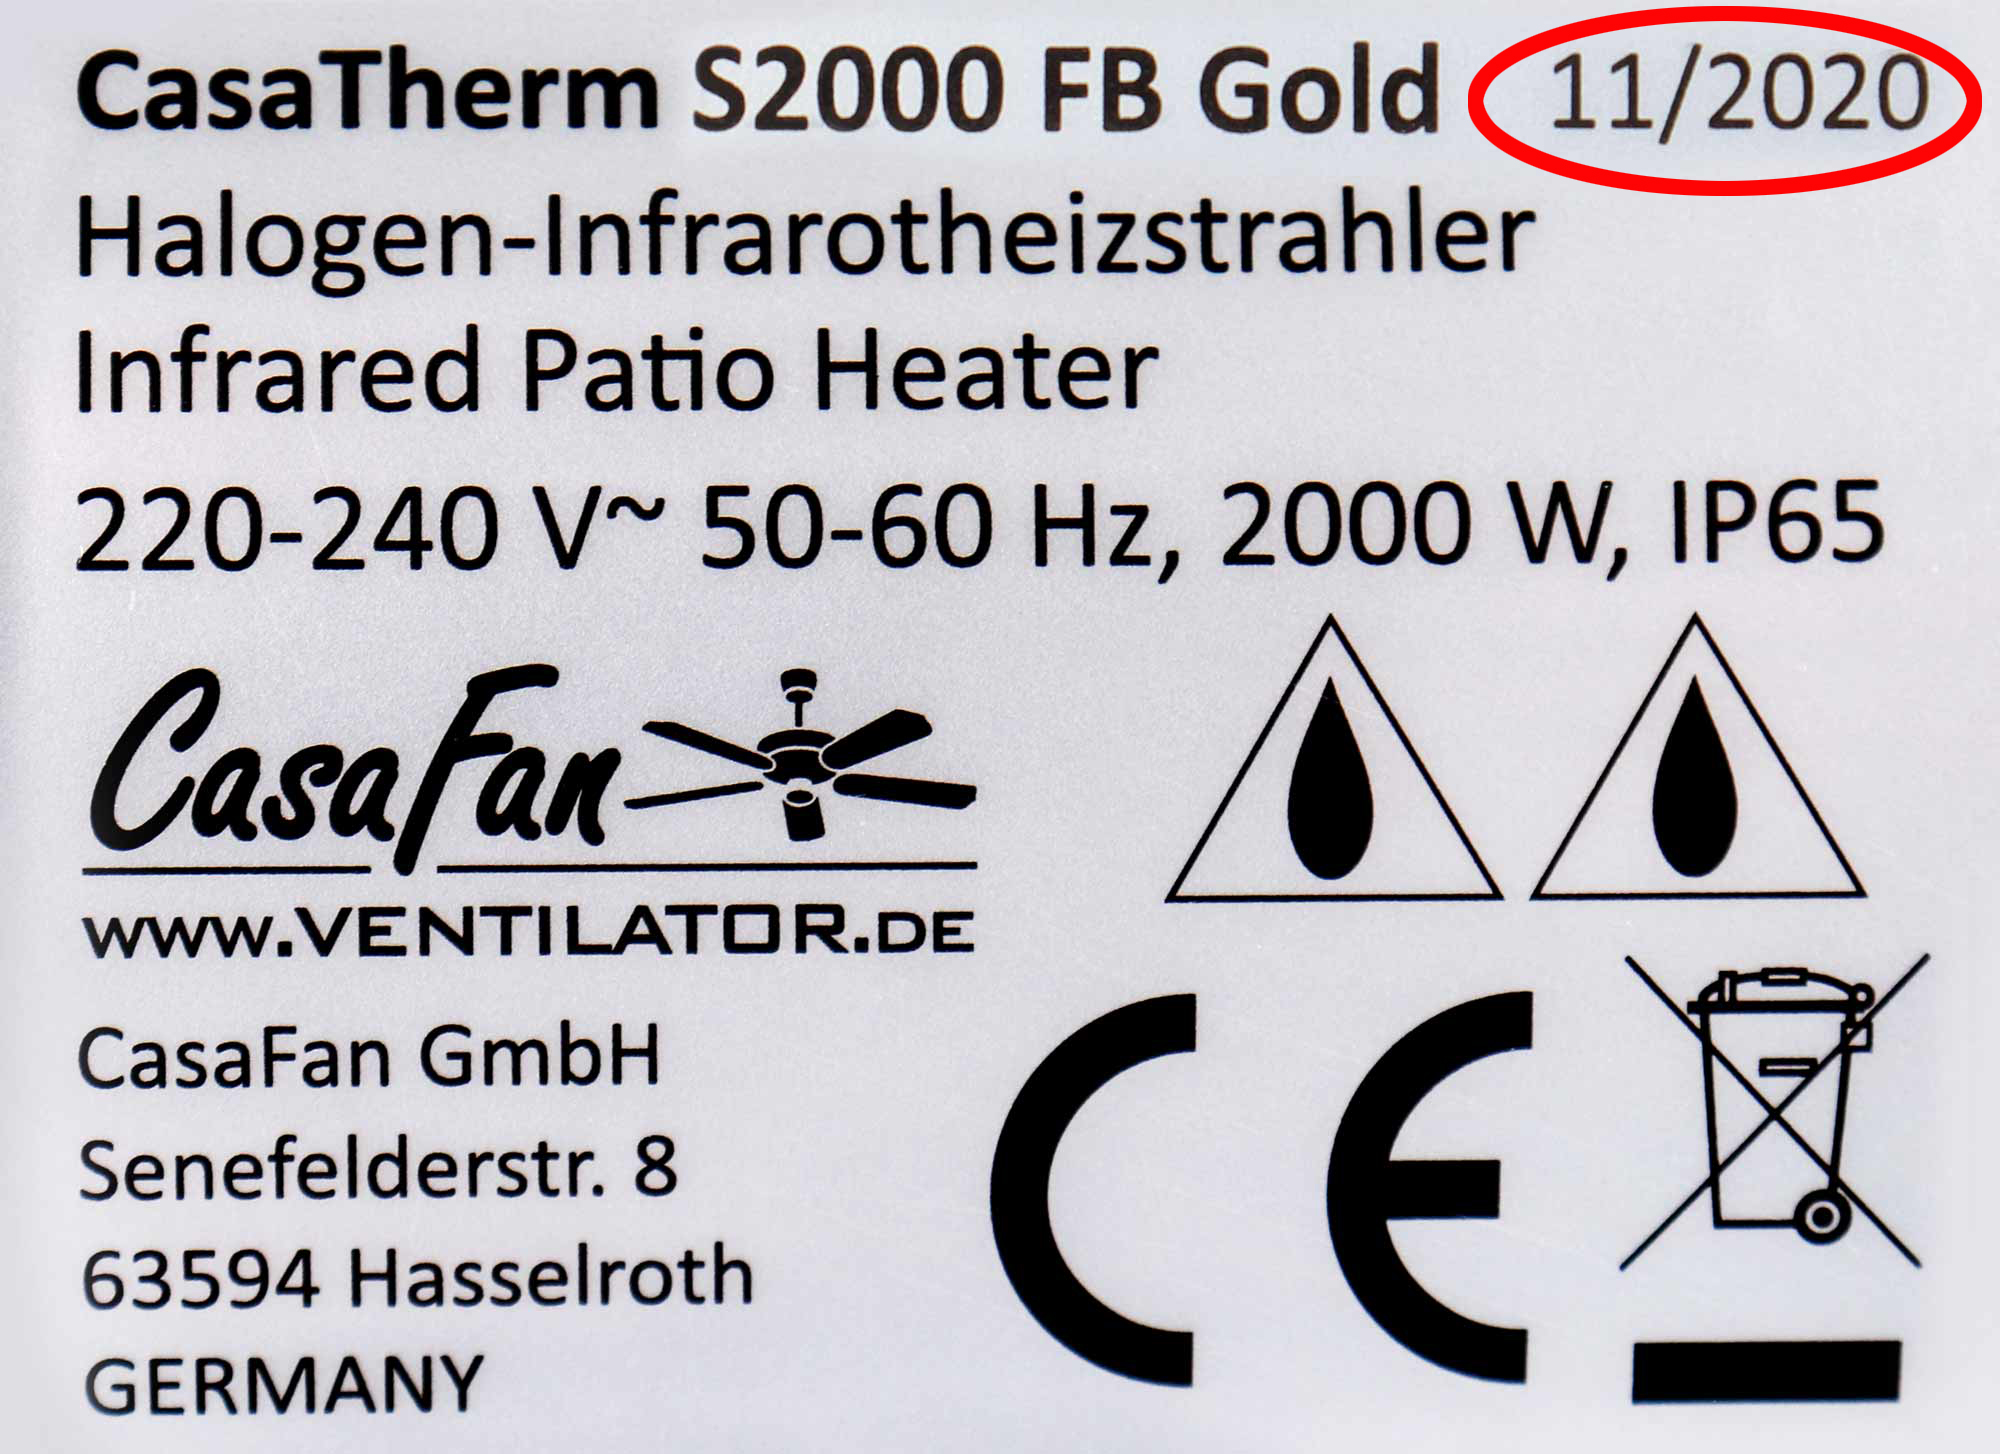 CasaTherm S2000 FB Gold 11/2020
Halogen-Infrarotheizstrahler
Infrared Patio Heater
220-240 V~ 50-60 Hz, 2000 W, IP65
CasaFan
www.VENTILATOR.DE
CasaFan GmbH
Senefelderstr. 8
63594 Hasselroth
GERMANY
CE